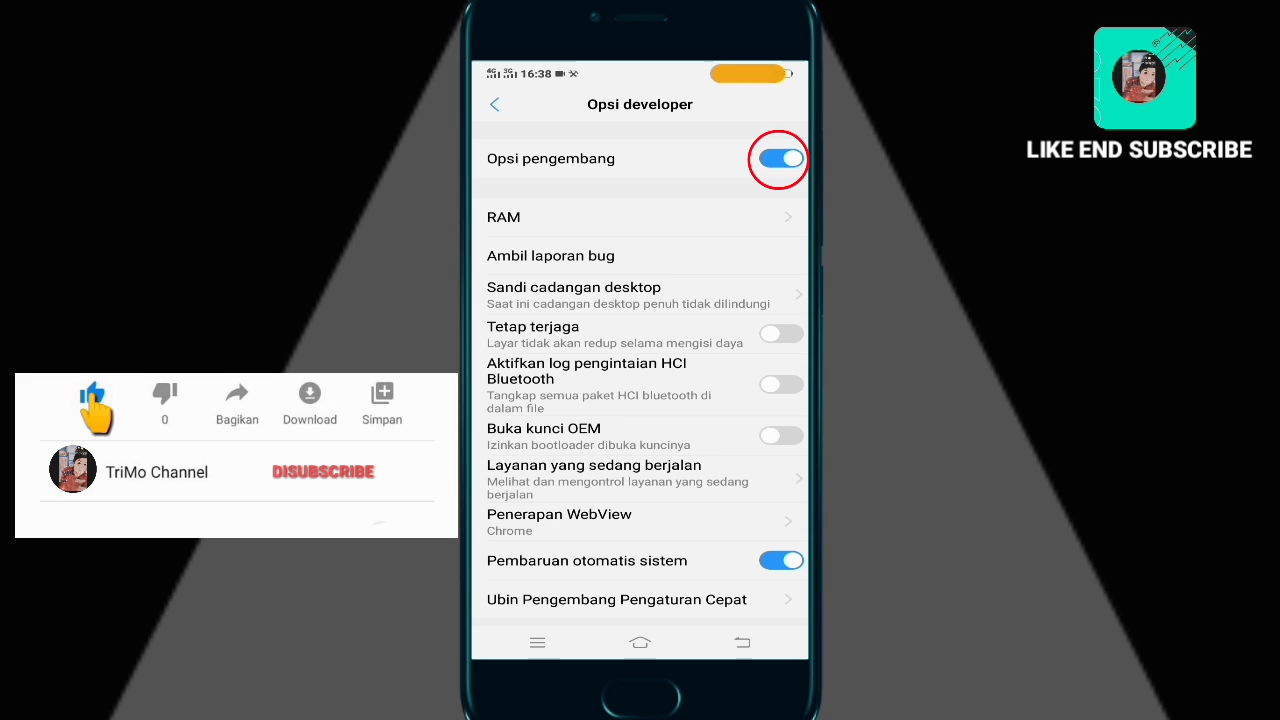 4G 3G 16:38
Opsi developer
Opsi pengembang
RAM
Ambil laporan bug
Sandi cadangan desktop
Saat ini cadangan desktop penuh tidak dilindungi
Tetap terjaga
Layar tidak akan redup selama mengisi daya
Aktifkan log pengintaian HCI
Bluetooth
Tangkap semua paket HCI bluetooth di
dalam file
Buka kunci OEM
Izinkan bootloader dibuka kuncinya
Layanan yang sedang berjalan
Melihat dan mengontrol layanan yang sedang
berjalan
Penerapan WebView
Chrome
Pembaruan otomatis sistem
Ubin Pengembang Pengaturan Cepat
LIKE END SUBSCRIBE
0 Bagikan Download Simpan
TriMo Channel DISUBSCRIBE